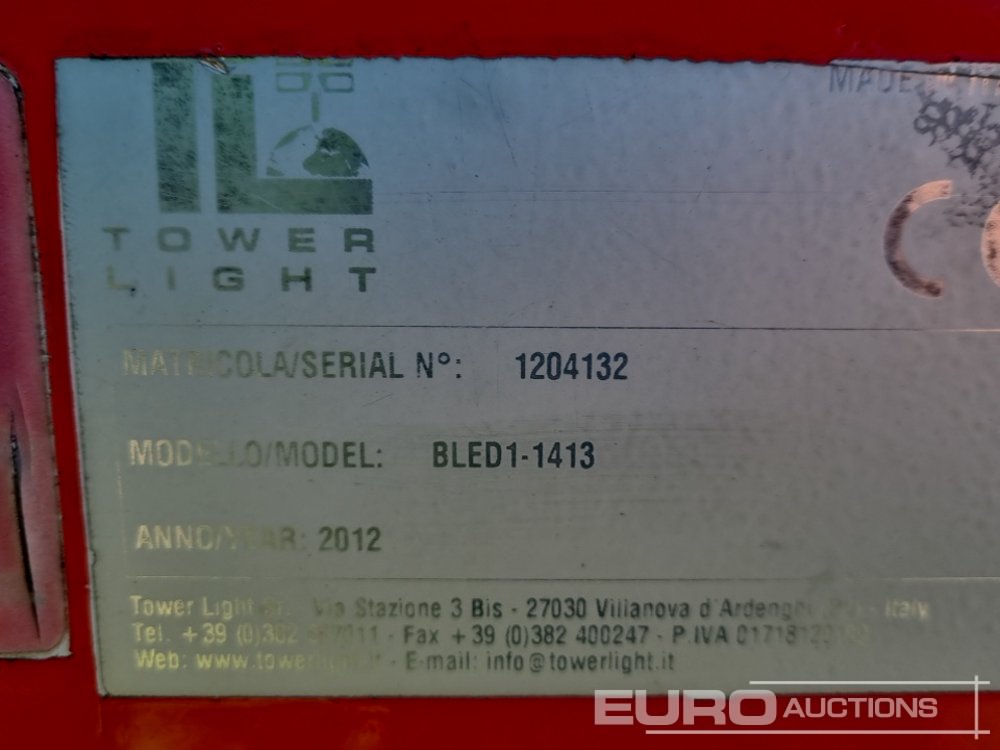 MADE IN
TOWER
LIGHT
MATRICOLA/SERIAL N°: 1204132
MODELLO/MODEL: BLED1-1413
ANNO/YEAR: 2012
Tower Light Via Stazione 3 Bis - 27030 Villanova d'Ardenghi - Italy
Tel. +39 (0)382 - Fax +39 (0)382 400247 - P.IVA
Web: www.towerlight.it - E-mail: info@towerlight.it
EURO AUCTIONS